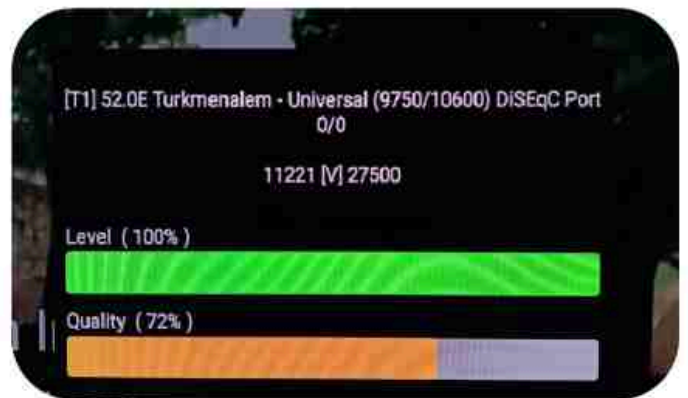 [T1] 52.0E Turkmenalem - Universal (9750/10600) DiSEqC Port
0/0
11221 [V] 27500
Level ( 100% )
Quality ( 72% )